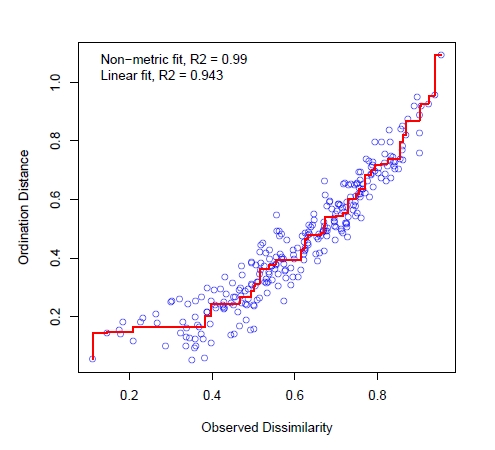 Non−metric fit, R2 = 0.99
Linear fit, R2 = 0.943
Ordination Distance
1.0
0.8
0.6
0.4
0.2
0.2 0.4 0.6 0.8
Observed Dissimilarity